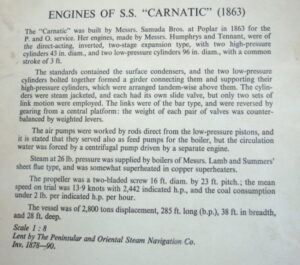 ENGINES OF S.S. "CARNATIC" (1863)
The "Carnatic" was built by Messrs. Samuda Bros. at Poplar in 1863 for the
P. and O. service. Her engines, made by Messrs. Humphrys and Tennant, were of
the direct-acting, inverted, two-stage expansion type, with two high-pressure
cylinders 43 in. diam., and two low-pressure cylinders 96 in. diam., with a common
stroke of 3 ft.
The standards contained the surface condensers, and the two low-pressure
cylinders bolted together formed a girder connecting them and supporting their
high-pressure cylinders, which were arranged tandem-wise above them. The cylin-
ders were steam jacketed, and each had its own slide valve, but only two sets of
link motion were employed. The links were of the bar type, and were reversed by
gearing from a central platform: the weight of each pair of valves was counter-
balanced by weighted levers.
The air pumps were worked by rods direct from the low-pressure pistons, and
it is stated that they served also as feed pumps for the boiler, but the circulation
water was forced by a centrifugal pump driven by a separate engine.
Steam at 26 lb. pressure was supplied by boilers of Messrs. Lamb and Summers'
sheet flue type, and was somewhat superheated in copper superheaters.
The propeller was a two-bladed screw 16 ft. diam. by 23 ft. pitch; the mean
speed on trial was 13·9 knots with 2,442 indicated h.p., and the coal consumption
under 2 lb. per indicated h.p. per hour.
The vessel was of 2,800 tons displacement, 285 ft. long (b.p.), 38 ft. in breadth,
and 28 ft. deep.
Scale 1 : 8
Lent by The Peninsular and Oriental Steam Navigation Co.
Inv. 1878—90.